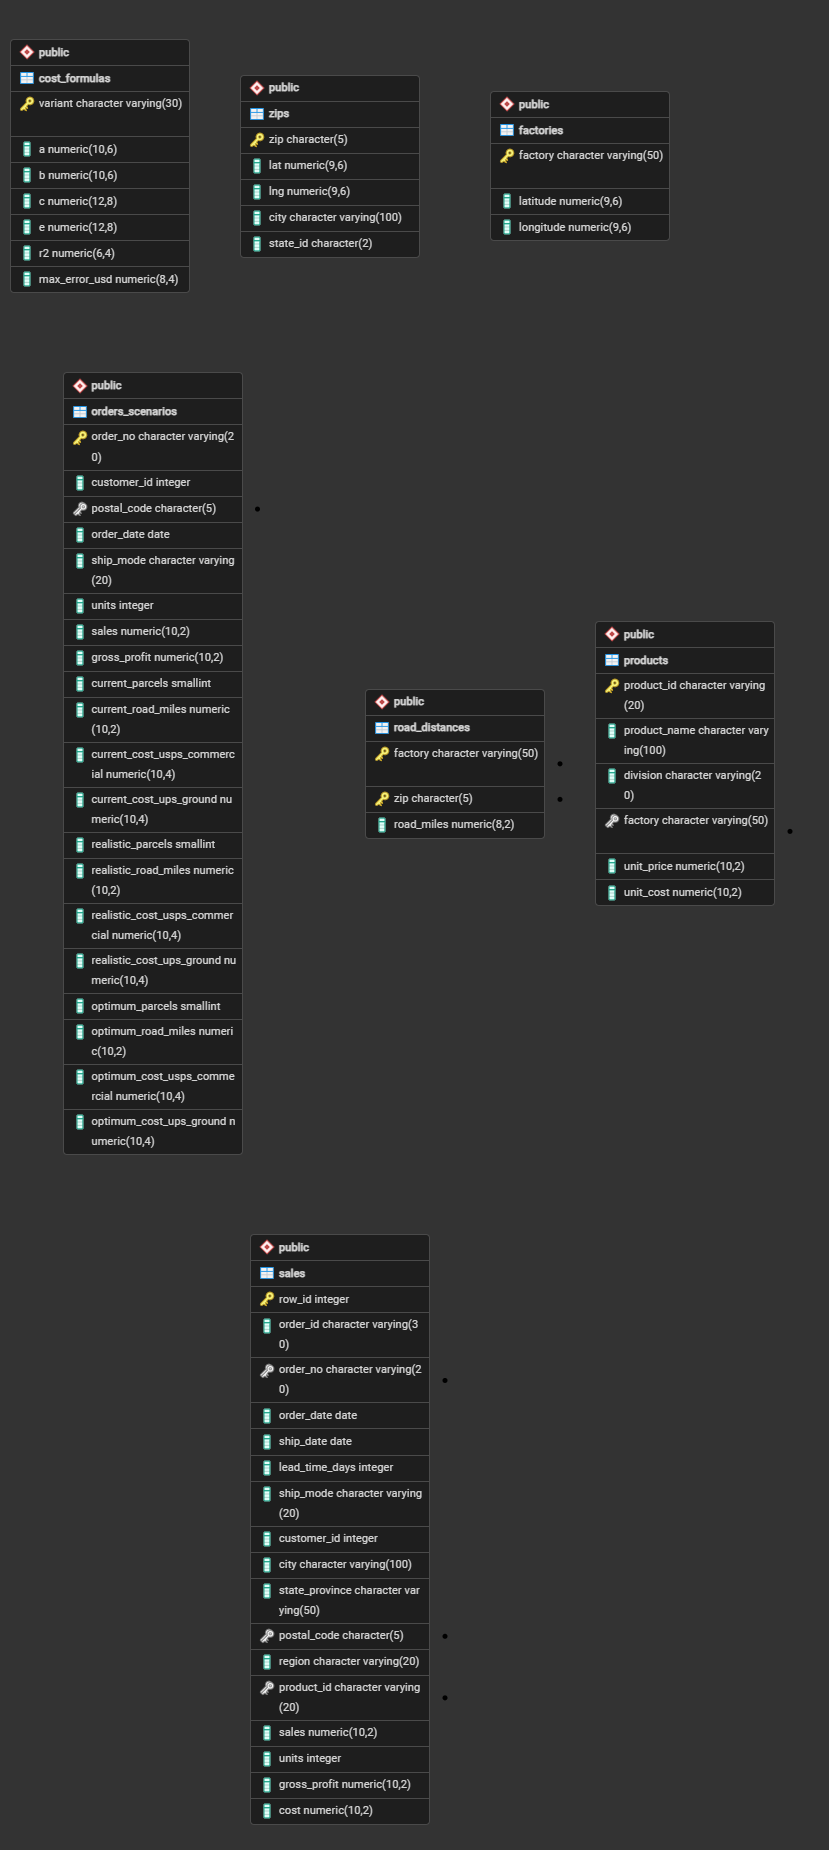 public
cost_formulas
variant character varying(30)
a numeric(10,6)
b numeric(10,6)
c numeric(12,8)
e numeric(12,8)
r2 numeric(6,4)
max_error_usd numeric(8,4)
public
zips
zip character(5)
lat numeric(9,6)
lng numeric(9,6)
city character varying(100)
state_id character(2)
public
factories
factory character varying(50)
latitude numeric(9,6)
longitude numeric(9,6)
public
orders_scenarios
order_no character varying(2
0)
customer_id integer
postal_code character(5)
order_date date
ship_mode character varying
(20)
units integer
sales numeric(10,2)
gross_profit numeric(10,2)
current_parcels smallint
current_road_miles numeric
(10,2)
current_cost_usps_commerc
ial numeric(10,4)
current_cost_ups_ground nu
meric(10,4)
realistic_parcels smallint
realistic_road_miles numeric
(10,2)
realistic_cost_usps_commer
cial numeric(10,4)
realistic_cost_ups_ground nu
meric(10,4)
optimum_parcels smallint
optimum_road_miles numeri
c(10,2)
optimum_cost_usps_comme
rcial numeric(10,4)
optimum_cost_ups_ground n
umeric(10,4)
public
road_distances
factory character varying(50)
zip character(5)
road_miles numeric(8,2)
public
products
product_id character varying
(20)
product_name character vary
ing(100)
division character varying(2
0)
factory character varying(50)
unit_price numeric(10,2)
unit_cost numeric(10,2)
public
sales
row_id integer
order_id character varying(3
0)
order_no character varying(2
0)
order_date date
ship_date date
lead_time_days integer
ship_mode character varying
(20)
customer_id integer
city character varying(100)
state_province character var
ying(50)
postal_code character(5)
region character varying(20)
product_id character varying
(20)
sales numeric(10,2)
units integer
gross_profit numeric(10,2)
cost numeric(10,2)